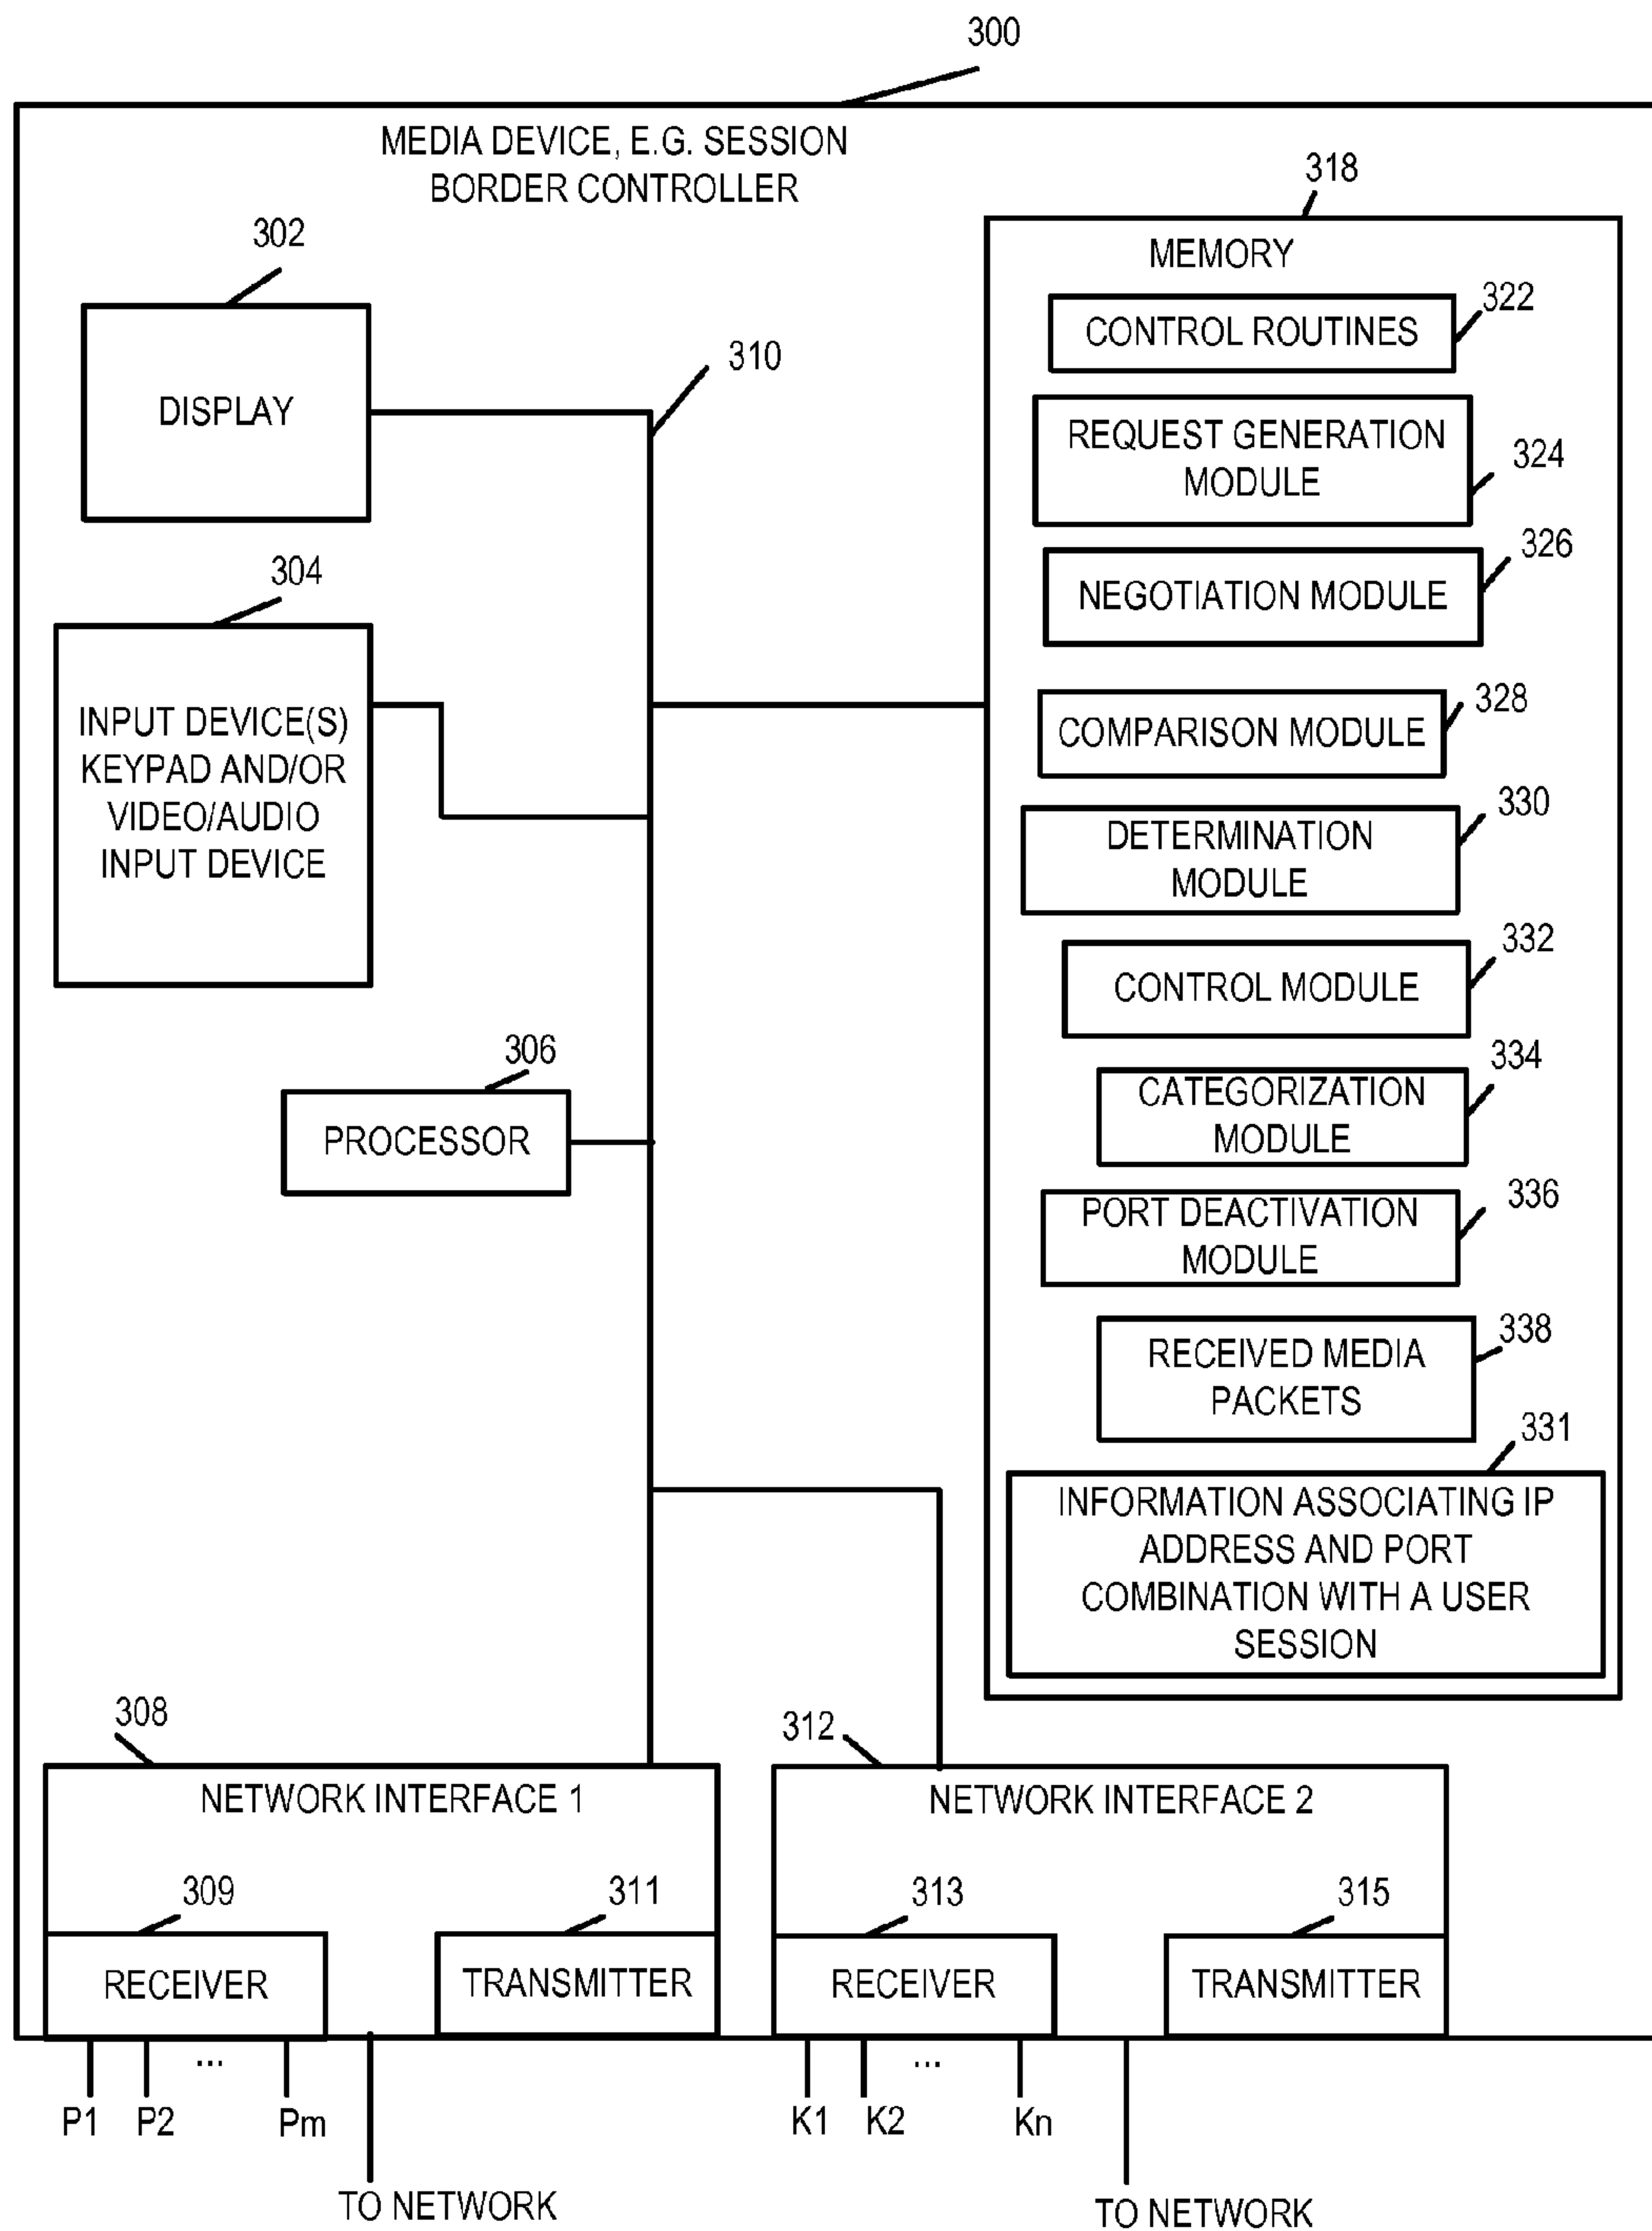 300
MEDIA DEVICE, E.G. SESSION
BORDER CONTROLLER
318
MEMORY
302
DISPLAY
310
322
CONTROL ROUTINES
REQUEST GENERATION
MODULE
324
326
NEGOTIATION MODULE
304
INPUT DEVICE(S)
KEYPAD AND/OR
VIDEO/AUDIO
INPUT DEVICE
328
COMPARISON MODULE
330
DETERMINATION
MODULE
332
CONTROL MODULE
306
PROCESSOR
334
CATEGORIZATION
MODULE
336
PORT DEACTIVATION
MODULE
338
RECEIVED MEDIA
PACKETS
331
INFORMATION ASSOCIATING IP
ADDRESS AND PORT
COMBINATION WITH A USER
SESSION
308
NETWORK INTERFACE 1
309
RECEIVER
311
TRANSMITTER
312
NETWORK INTERFACE 2
313
RECEIVER
315
TRANSMITTER
...
P1 P2 Pm
TO NETWORK
...
K1 K2 Kn
TO NETWORK